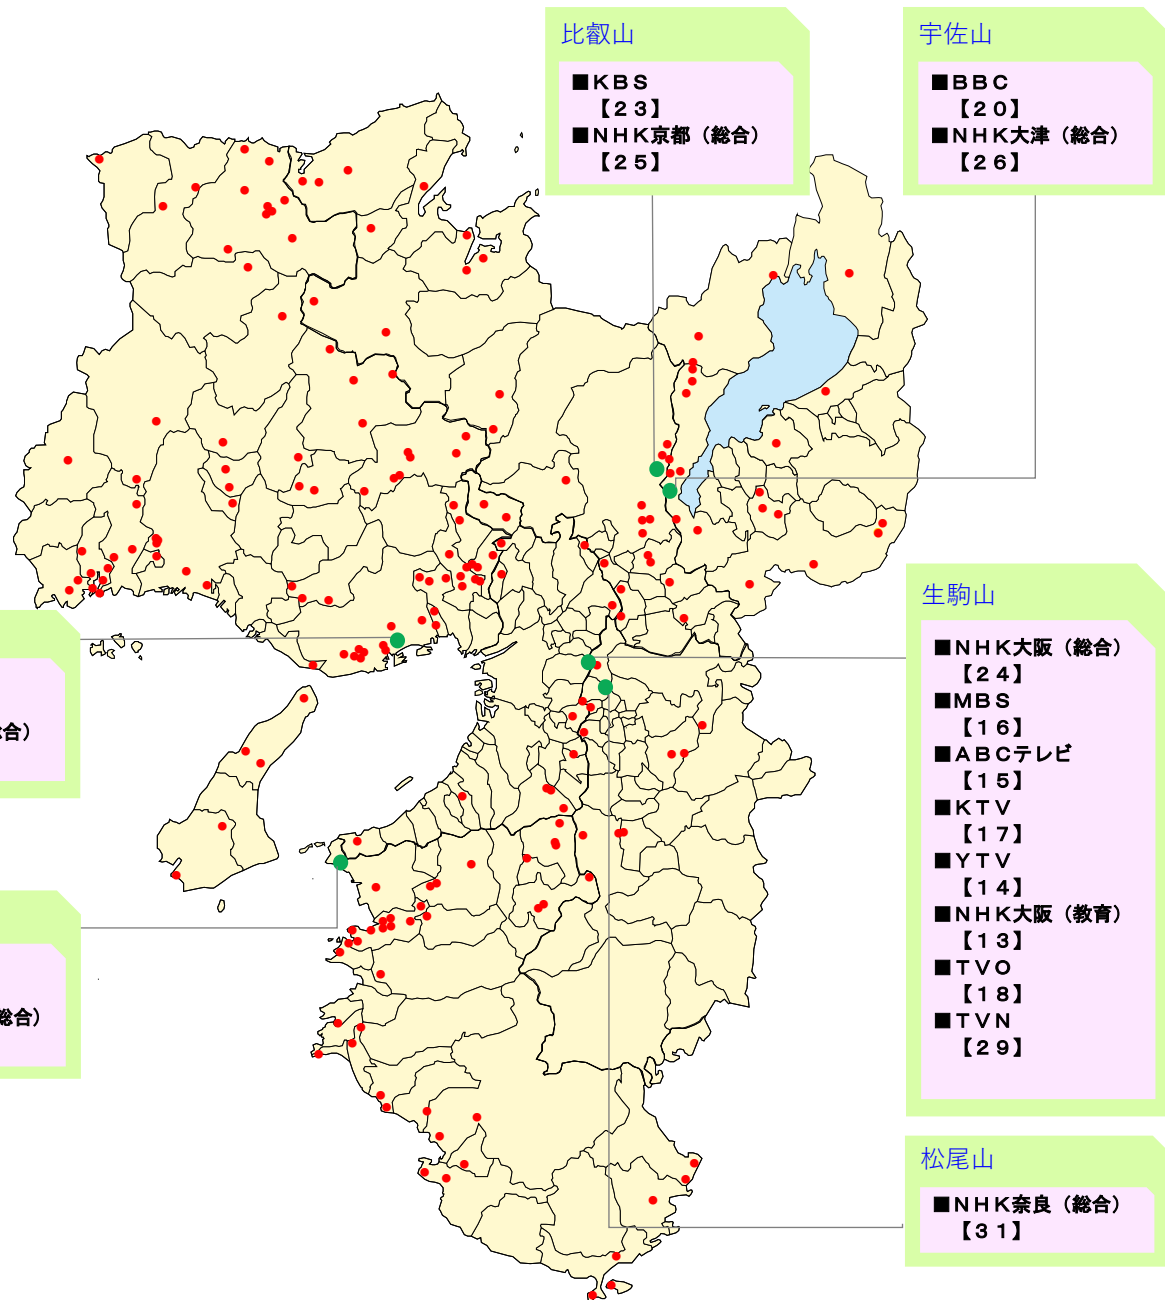 比叡山
■KBS
【23】
■NHK京都（総合）
【25】
宇佐山
■BBC
【20】
■NHK大津（総合）
【26】
合）
総合）
生駒山
■NHK大阪（総合）
【24】
■MBS
【16】
■ABCテレビ
【15】
■KTV
【17】
■YTV
【14】
■NHK大阪（教育）
【13】
■TVO
【18】
■TVN
【29】
松尾山
■NHK奈良（総合）
【31】